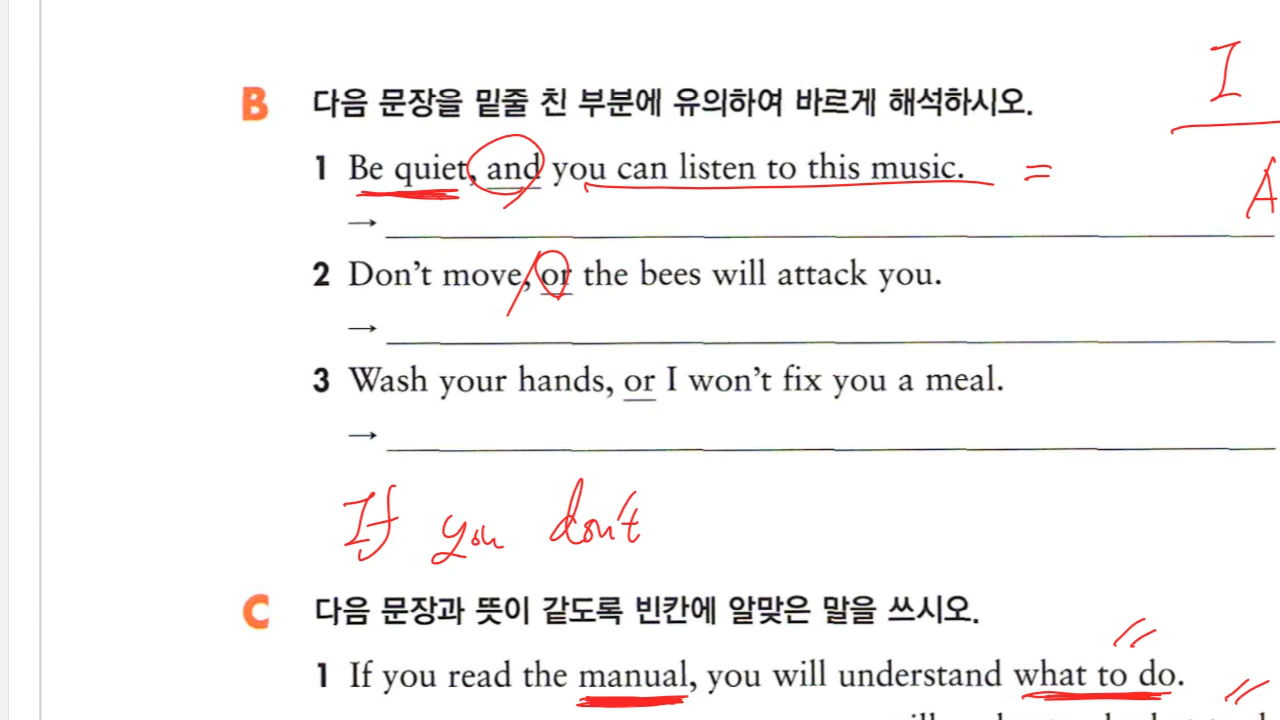 I
B 다음 문장을 밑줄 친 부분에 유의하여 바르게 해석하시오.
1 Be quiet, and you can listen to this music. =
A
→
2 Don't move, or the bees will attack you.
→
3 Wash your hands, or I won't fix you a meal.
→
If you don't
C 다음 문장과 뜻이 같도록 빈칸에 알맞은 말을 쓰시오.
1 If you read the manual, you will understand what to do.